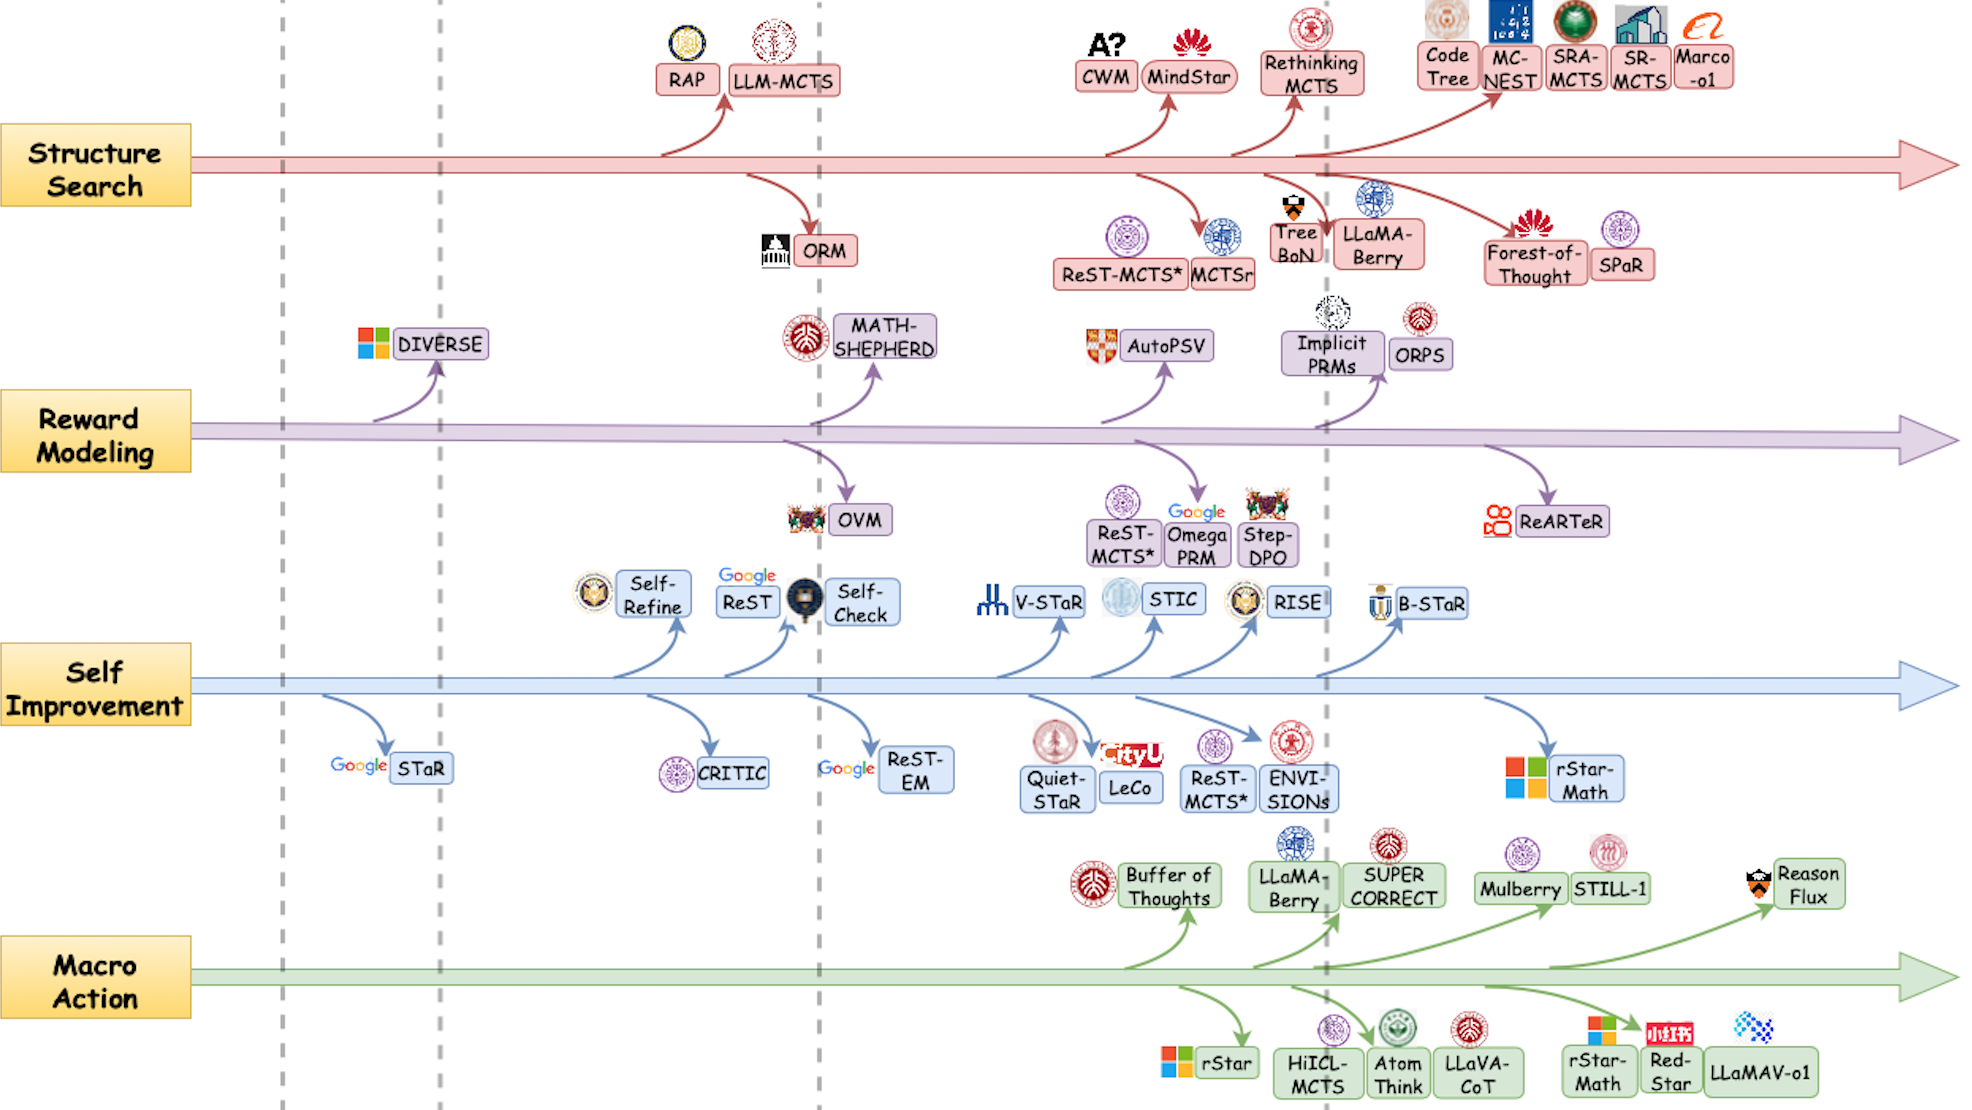 RAP
LLM-MCTS
A?
CWM
MindStar
Rethinking
MCTS
Code
Tree
MC-
NEST
SRA-
MCTS
SR-
MCTS
Marco
-o1
Structure
Search
ORM
ReST-MCTS*
MCTSr
Tree
BoN
LLaMA-
Berry
Forest-of-
Thought
SPaR
DIVERSE
MATH-
SHEPHERD
AutoPSV
Implicit
PRMs
ORPS
Reward
Modeling
OVM
ReST-
MCTS*
Google
Omega
PRM
Step-
DPO
ReARTeR
Self-
Refine
Google
ReST
Self-
Check
V-STaR
STIC
RISE
B-STaR
Self
Improvement
Google
STaR
CRITIC
Google
ReST-
EM
Quiet-
STaR
CityU
LeCo
ReST-
MCTS*
ENVI-
SIONs
rStar-
Math
Buffer of
Thoughts
LLaMA-
Berry
SUPER
CORRECT
Mulberry
STILL-1
Reason
Flux
Macro
Action
rStar
HiICL-
MCTS
Atom
Think
LLaVA-
CoT
rStar-
Math
小红书
Red-
Star
LLaMAV-o1